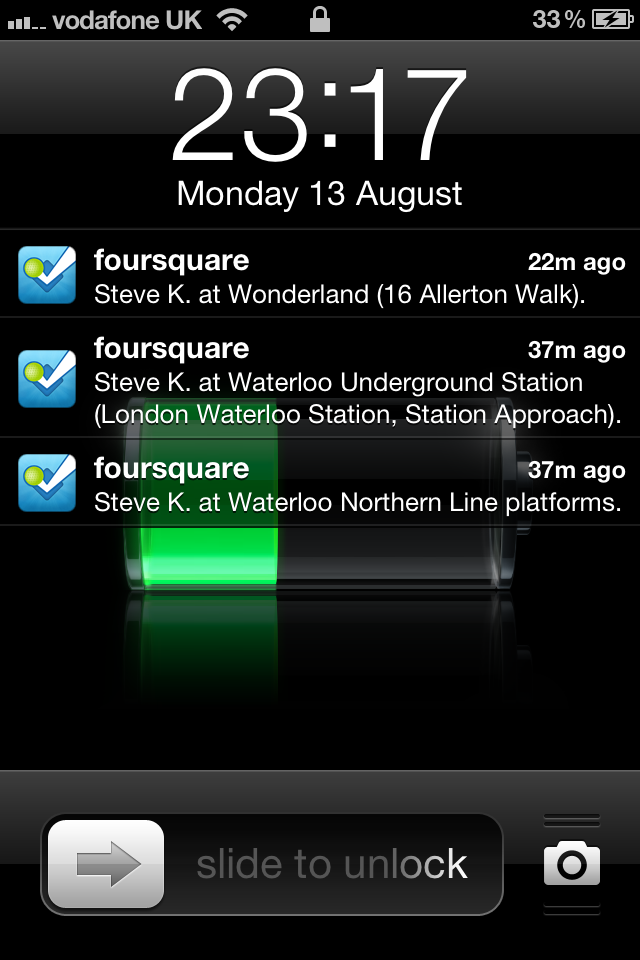 vodafone UK 33%
23:17
Monday 13 August
foursquare 22m ago
Steve K. at Wonderland (16 Allerton Walk).
foursquare 37m ago
Steve K. at Waterloo Underground Station
(London Waterloo Station, Station Approach).
foursquare 37m ago
Steve K. at Waterloo Northern Line platforms.
slide to unlock